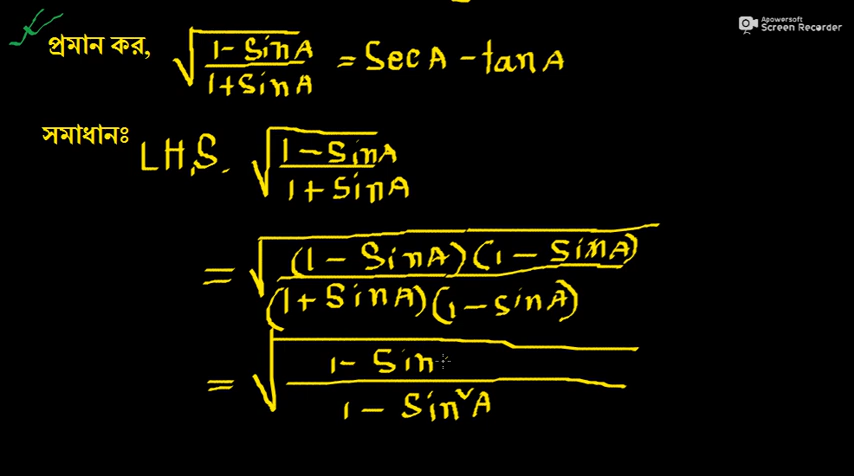 Apowersoft
Screen Recorder
প্রমান কর, √((1 - SinA)/(1+SinA)) = SecA - tanA
সমাধানঃ L.H.S. √((1 - SinA)/(1 + SinA))
= √(((1 - SinA)(1 - SinA))/((1+SinA)(1-SinA)))
= √((1 - Sin)/(1 - Sin²A))